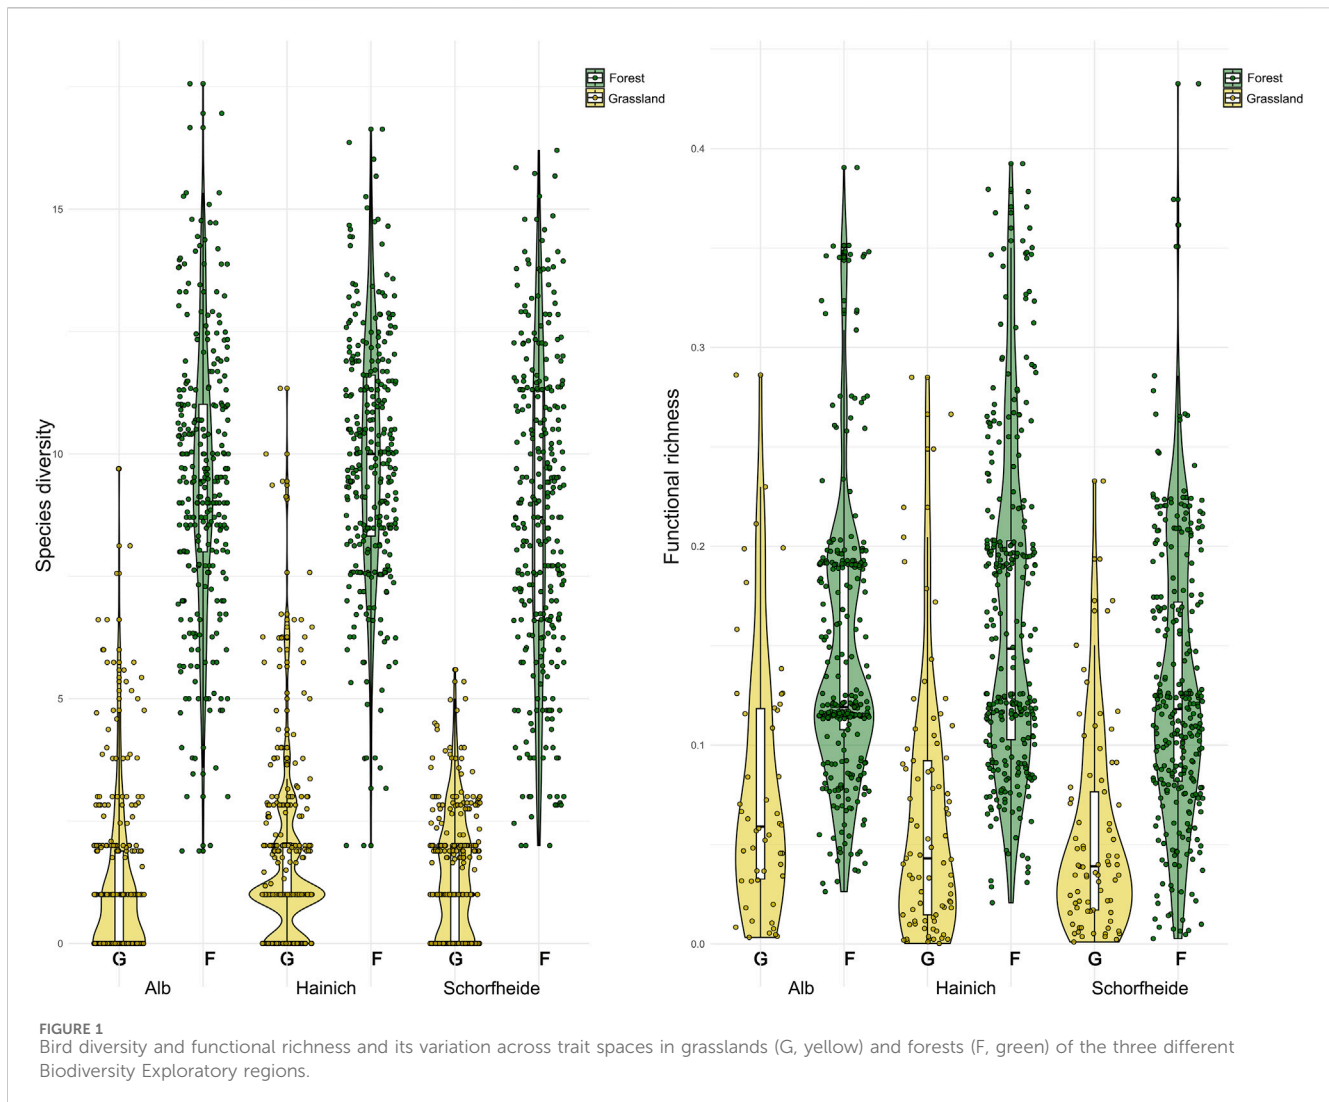 Forest
Grassland
Species diversity
15
10
5
0
G
F
G
F
G
F
Alb
Hainich
Schorfheide
Forest
Grassland
Functional richness
0.4
0.3
0.2
0.1
0.0
G
F
G
F
G
F
Alb
Hainich
Schorfheide
FIGURE 1
Bird diversity and functional richness and its variation across trait spaces in grasslands (G, yellow) and forests (F, green) of the three different
Biodiversity Exploratory regions.